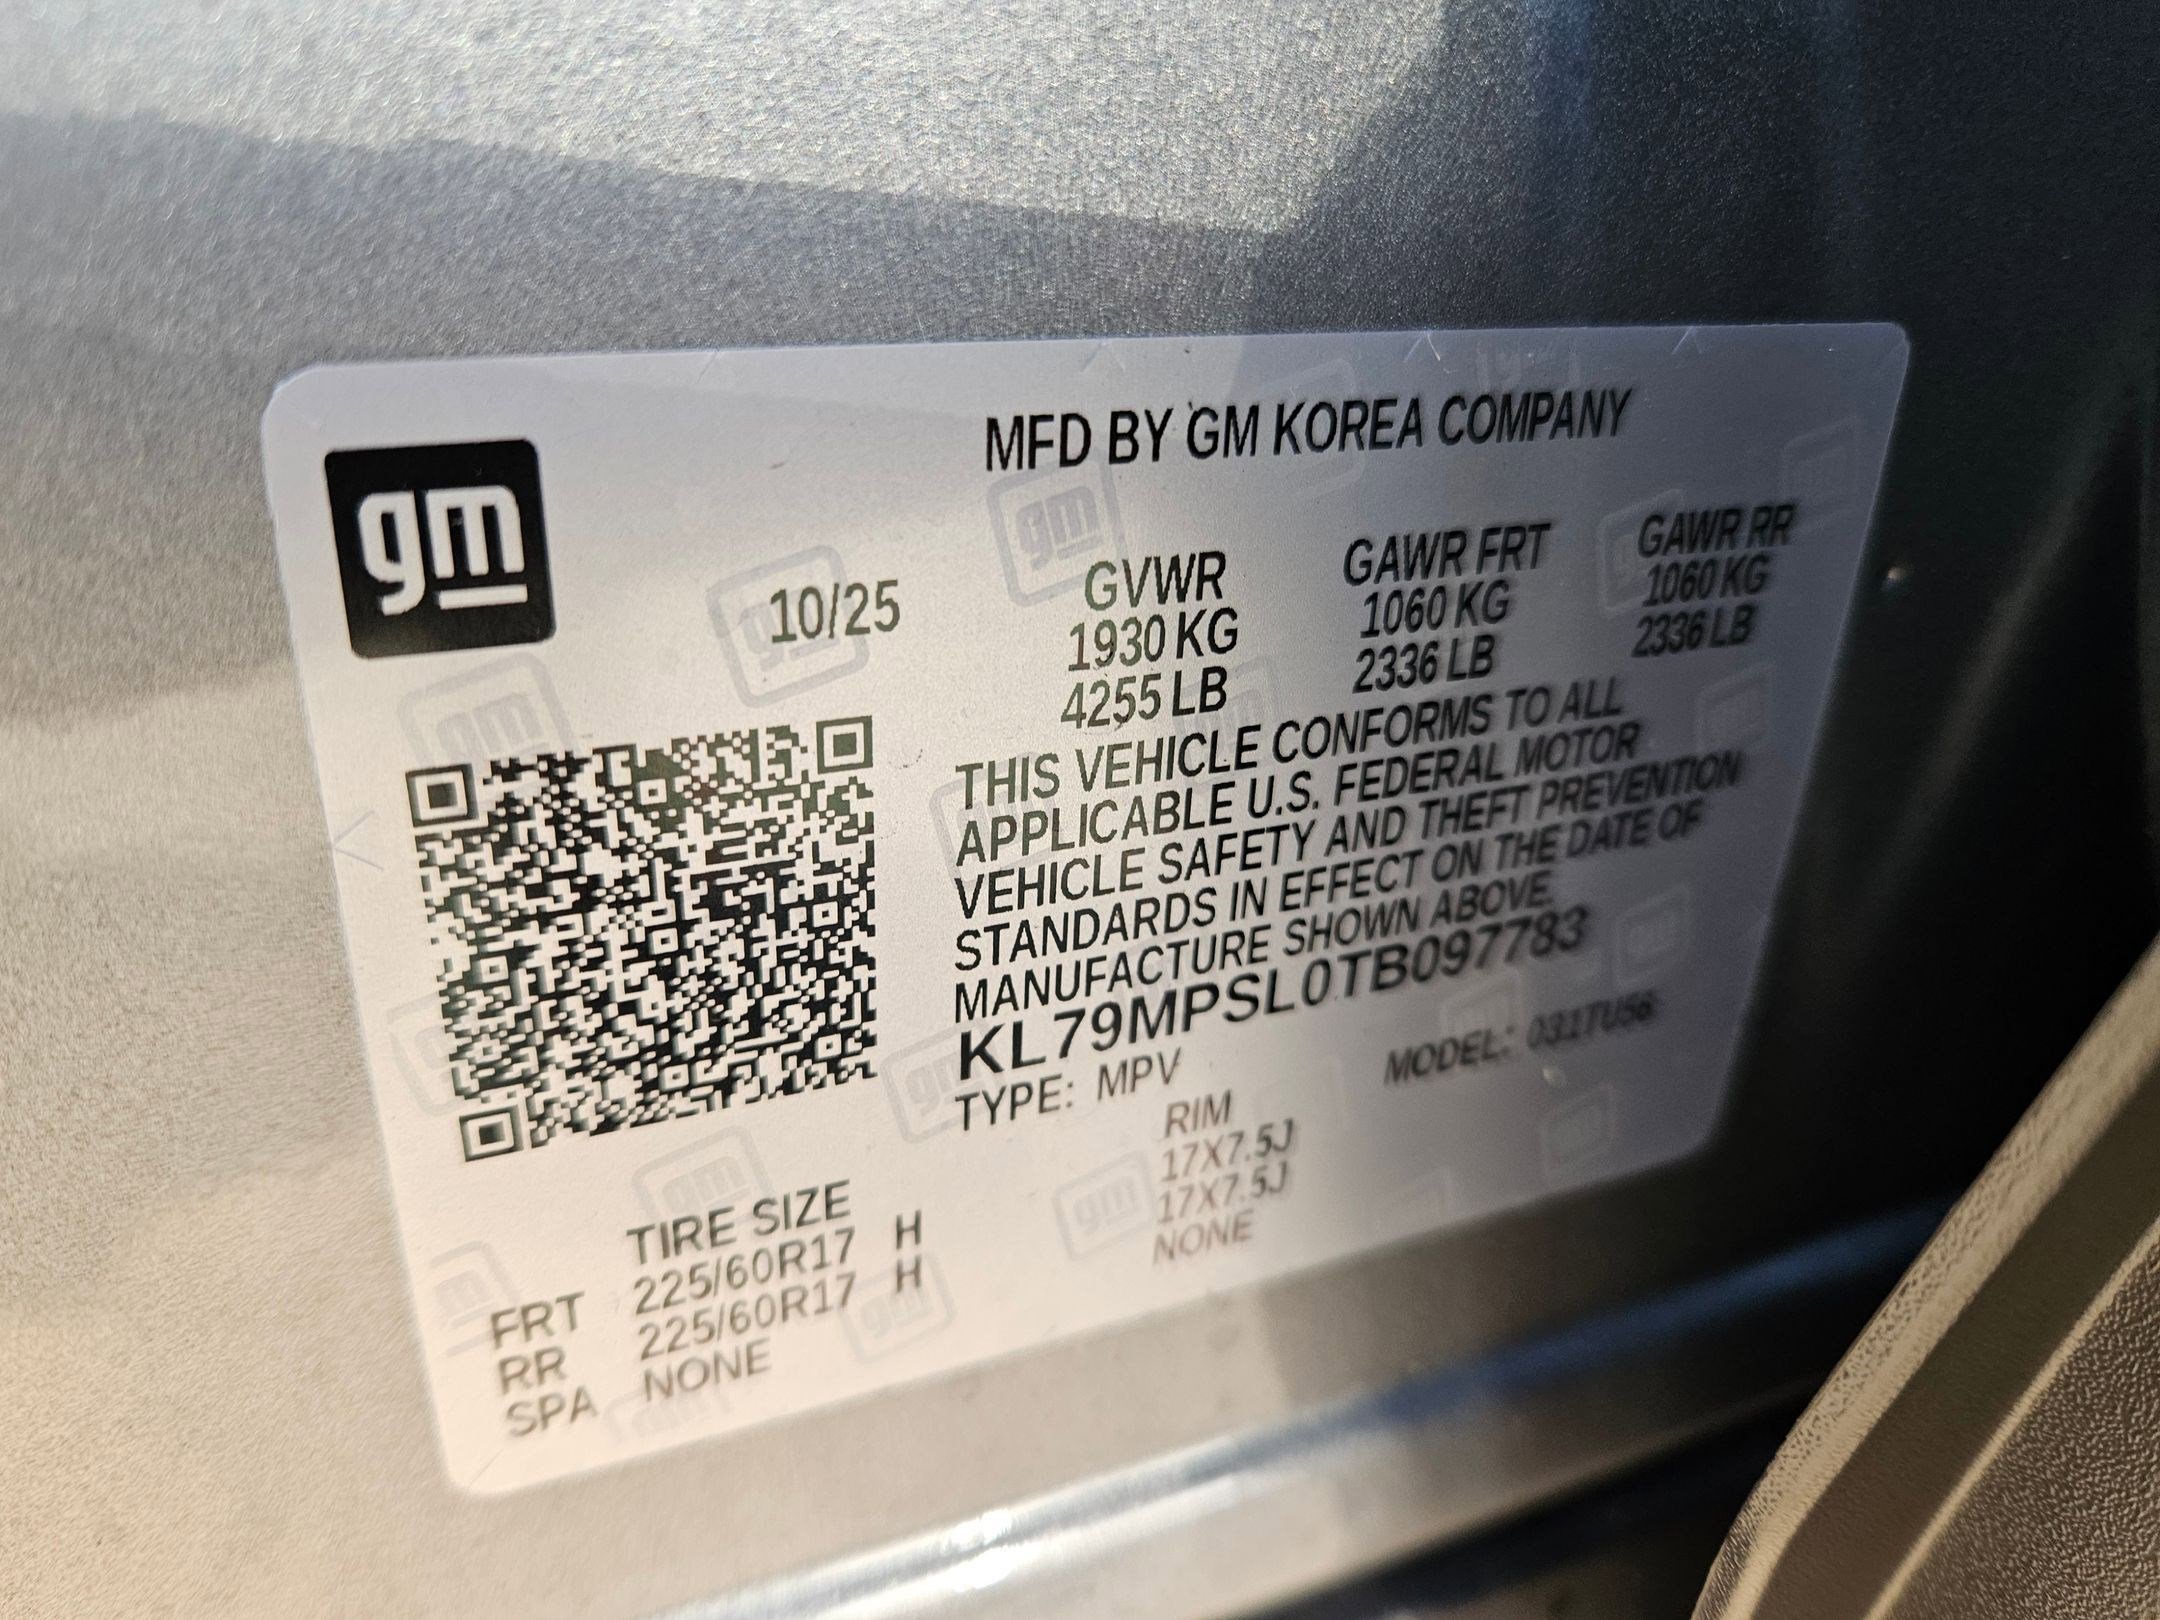 gm
MFD BY GM KOREA COMPANY
10/25
GVWR GAWR FRT GAWR RR
1930 KG 1060 KG 1060 KG
4255 LB 2336 LB 2336 LB
THIS VEHICLE CONFORMS TO ALL
APPLICABLE U.S. FEDERAL MOTOR
VEHICLE SAFETY AND THEFT PREVENTION
STANDARDS IN EFFECT ON THE DATE OF
MANUFACTURE SHOWN ABOVE.
KL79MPSL0TB097783
TYPE: MPV MODEL: 031TU56
TIRE SIZE RIM
FRT 225/60R17 H 17X7.5J
RR 225/60R17 H 17X7.5J
SPA NONE NONE